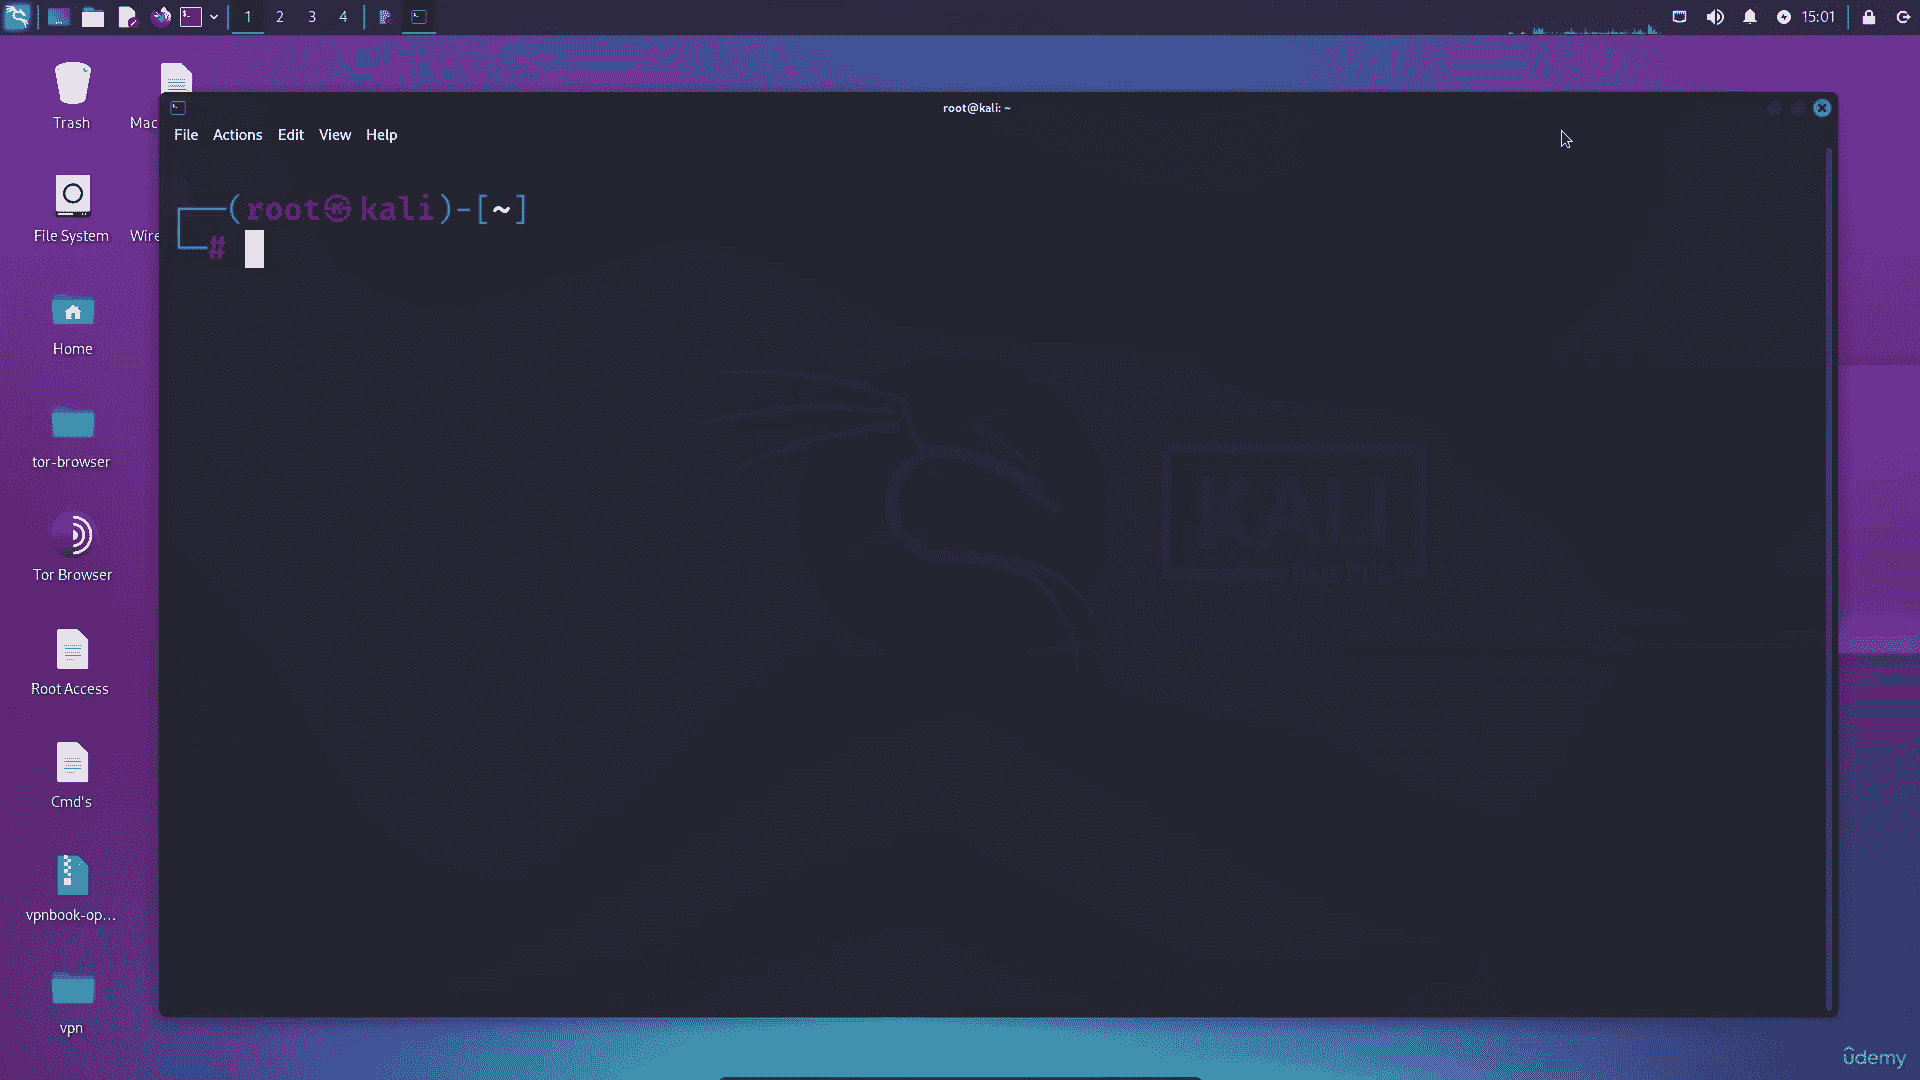 1 2 3 4 15:01
root@kali: ~
File Actions Edit View Help
┌──(root㉿kali)-[~]
└─#
Trash
Mac
File System
Wire
Home
tor-browser
Tor Browser
Root Access
Cmd's
vpnbook-op...
vpn
KALI
ûdemy